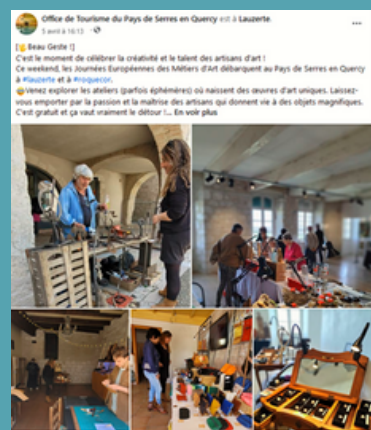 Office de Tourisme du Pays de Serres en Quercy est à Lauzerte.
5 avril à 16:13
[Beau Geste !]
C'est le moment de célébrer la créativité et le talent des artisans d'art !
Ce weekend, les Journées Européennes des Métiers d'Art débarquent au Pays de Serres en Quercy
à #lauzerte et à #roquecor.
Venez explorer les ateliers (parfois éphémères) où naissent des œuvres d'art uniques. Laissez-
vous emporter par la passion et la maîtrise des artisans qui donnent vie à des objets magnifiques.
C'est gratuit et ça vaut vraiment le détour !... En voir plus